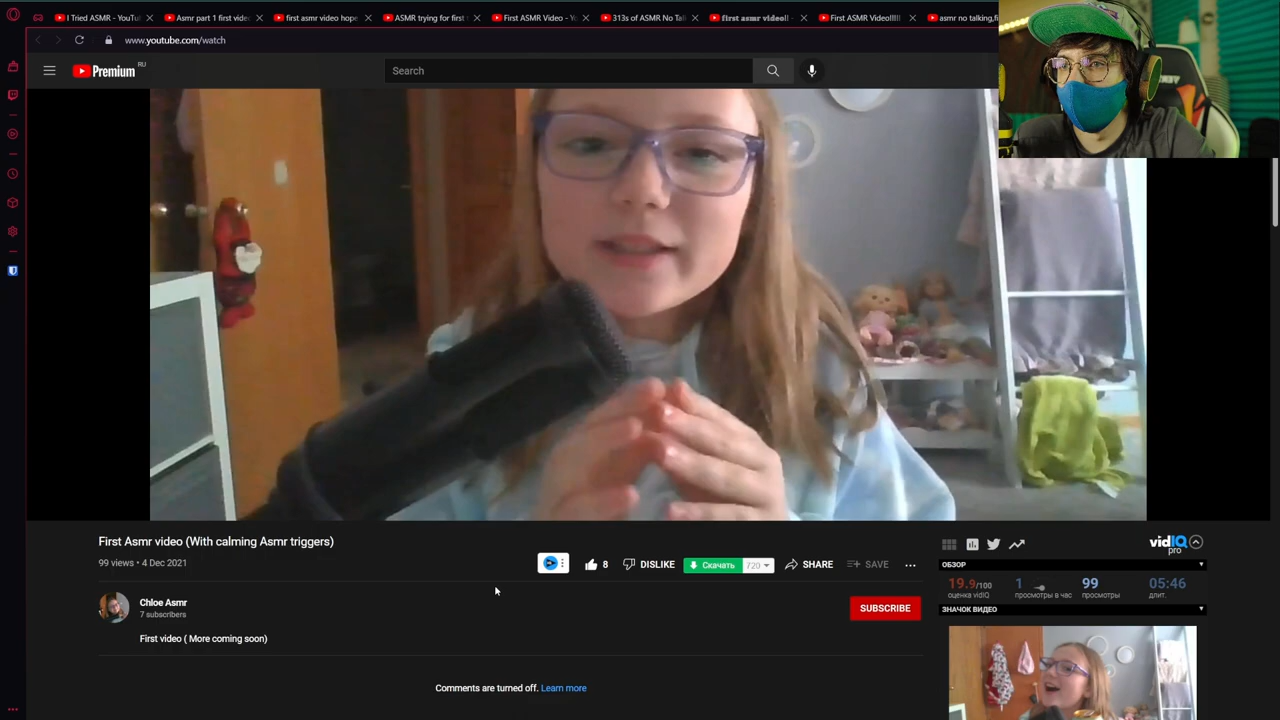 I Tried ASMR - YouTu
Asmr part 1 first vide
first asmr video hope
ASMR trying for first
First ASMR Video - Y
313s of ASMR No Tal
first asmr video!!
First ASMR Video!!!!!
asmr no talking,fi
www.youtube.com/watch
Premium RU
Search
First Asmr video (With calming Asmr triggers)
99 views • 4 Dec 2021
8
DISLIKE
Скачать 720
SHARE
SAVE
Chloe Asmr
7 subscribers
SUBSCRIBE
First video ( More coming soon)
Comments are turned off. Learn more
vidIQ
pro
ОБЗОР
19.9/100
оценка vidIQ
1
просмотры в час
99
просмотры
05:46
длит.
ЗНАЧОК ВИДЕО